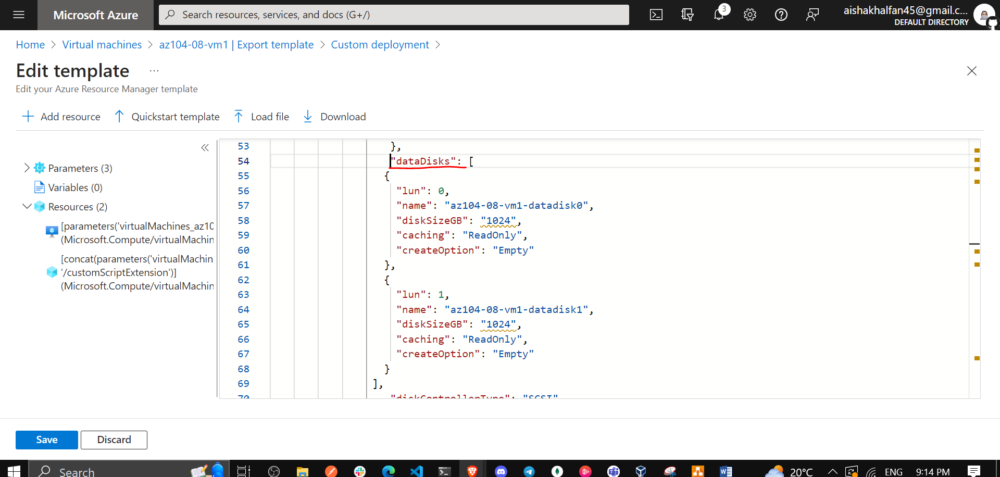 Microsoft Azure
Search resources, services, and docs (G+/)
3
aishakhalfan45@gmail.c...
DEFAULT DIRECTORY
Home > Virtual machines > az104-08-vm1 | Export template > Custom deployment >
Edit template ...
Edit your Azure Resource Manager template
Add resource Quickstart template Load file Download
Parameters (3)
Variables (0)
Resources (2)
[parameters('virtualMachines_az10
(Microsoft.Compute/virtualMachin
[concat(parameters('virtualMachin
'/customScriptExtension')]
(Microsoft.Compute/virtualMachin
53 },
54 "dataDisks": [
55 {
56 "lun": 0,
57 "name": "az104-08-vm1-datadisk0",
58 "diskSizeGB": "1024",
59 "caching": "ReadOnly",
60 "createOption": "Empty"
61 },
62 {
63 "lun": 1,
64 "name": "az104-08-vm1-datadisk1",
65 "diskSizeGB": "1024",
66 "caching": "ReadOnly",
67 "createOption": "Empty"
68 }
69 ],
70 "diskControllerType": "SCSI"
Save Discard
Search
20°C ENG 9:14 PM